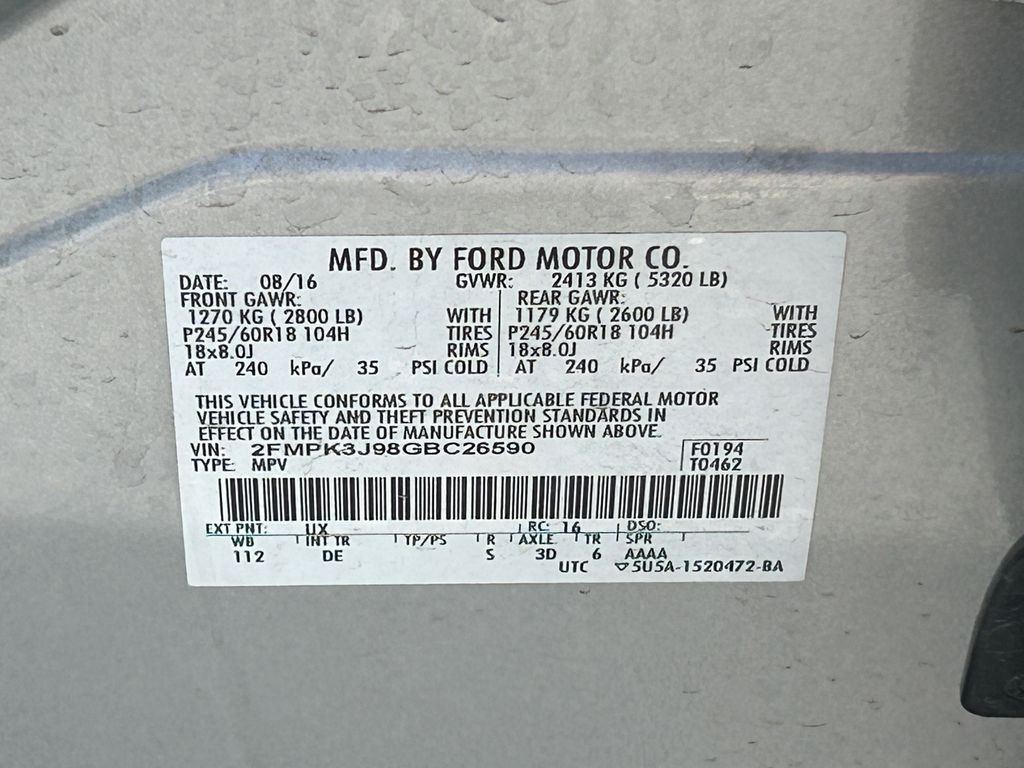 MFD. BY FORD MOTOR CO.
DATE: 08/16 GVWR: 2413 KG ( 5320 LB)
FRONT GAWR: REAR GAWR:
1270 KG ( 2800 LB) WITH 1179 KG ( 2600 LB) WITH
P245/60R18 104H TIRES P245/60R18 104H TIRES
18x8.0J RIMS 18x8.0J RIMS
AT 240 kPa/ 35 PSI COLD AT 240 kPa/ 35 PSI COLD
THIS VEHICLE CONFORMS TO ALL APPLICABLE FEDERAL MOTOR
VEHICLE SAFETY AND THEFT PREVENTION STANDARDS IN
EFFECT ON THE DATE OF MANUFACTURE SHOWN ABOVE.
VIN: 2FMPK3J98GBC26590 F0194
TYPE: MPV T0462
EXT PNT: UX RC: 16 DSO:
WB INT TR TP/PS R AXLE TR SPR
112 DE S 3D 6 AAAA
UTC ▽5U5A-1520472-BA